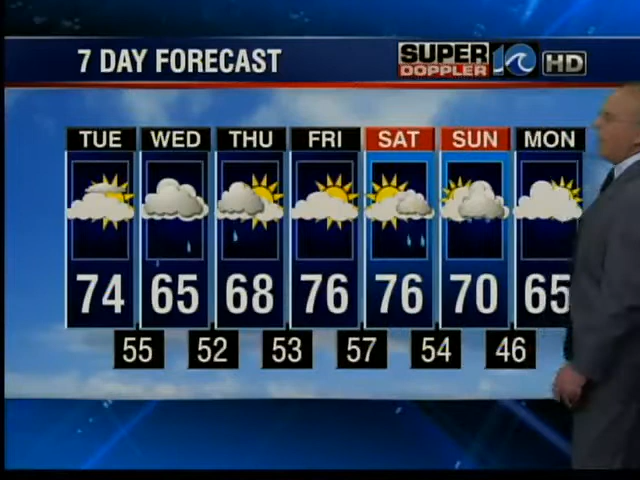 7 DAY FORECAST
SUPER DOPPLER 10 HD
TUE WED THU FRI SAT SUN MON
74 65 68 76 76 70 65
55 52 53 57 54 46